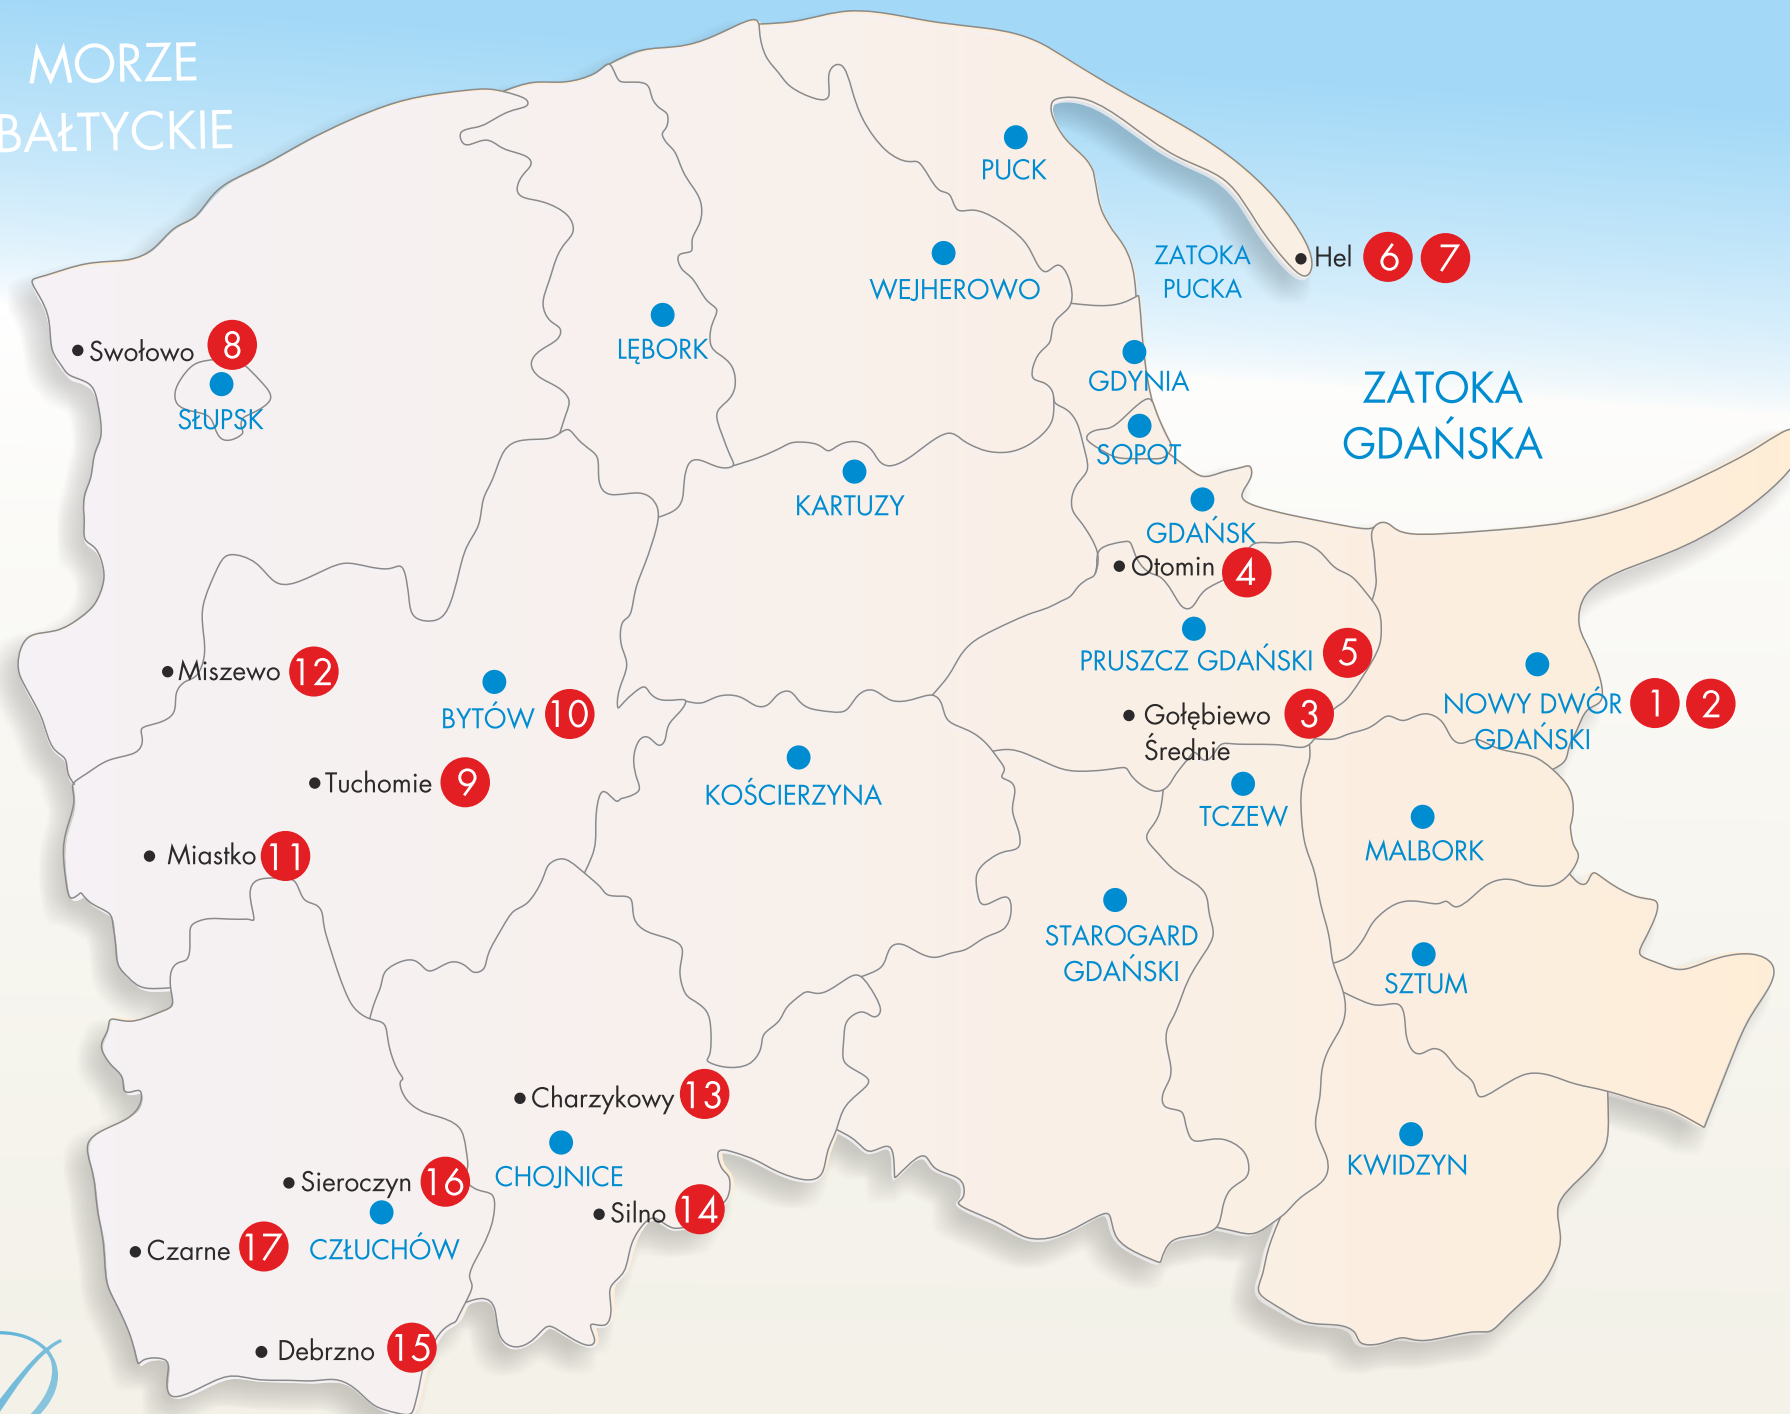 MORZE
BAŁTYCKIE
PUCK
ZATOKA
PUCKA
Hel 6 7
WEJHEROWO
LĘBORK
Swołowo 8
SŁUPSK
GDYNIA
ZATOKA
GDAŃSKA
SOPOT
KARTUZY
GDAŃSK
Otomin 4
PRUSZCZ GDAŃSKI 5
Miszewo 12
BYTÓW 10
Gołębiewo 3
Średnie
NOWY DWÓR 1 2
GDAŃSKI
Tuchomie 9
KOŚCIERZYNA
TCZEW
MALBORK
Miastko 11
STAROGARD
GDAŃSKI
SZTUM
Charzykowy 13
CHOJNICE
KWIDZYN
Sieroczyn 16
Silno 14
Czarne 17
CZŁUCHÓW
Debrzno 15